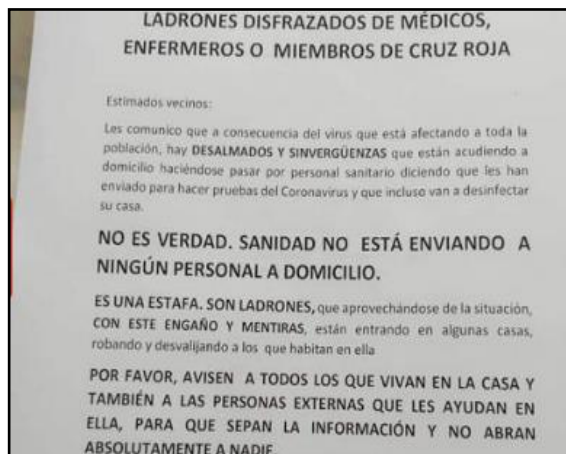 LADRONES DISFRAZADOS DE MÉDICOS,
ENFERMEROS O MIEMBROS DE CRUZ ROJA
Estimados vecinos:
Les comunico que a consecuencia del virus que está afectando a toda la
población, hay DESALMADOS Y SINVERGÜENZAS que están acudiendo a
domicilio haciéndose pasar por personal sanitario diciendo que les han
enviado para hacer pruebas del Coronavirus y que incluso van a desinfectar
su casa.
NO ES VERDAD. SANIDAD NO ESTÁ ENVIANDO A
NINGÚN PERSONAL A DOMICILIO.
ES UNA ESTAFA. SON LADRONES, que aprovechándose de la situación,
CON ESTE ENGAÑO Y MENTIRAS, están entrando en algunas casas,
robando y desvalijando a los que habitan en ella
POR FAVOR, AVISEN A TODOS LOS QUE VIVAN EN LA CASA Y
TAMBIÉN A LAS PERSONAS EXTERNAS QUE LES AYUDAN EN
ELLA, PARA QUE SEPAN LA INFORMACIÓN Y NO ABRAN
ABSOLUTAMENTE A NADIE